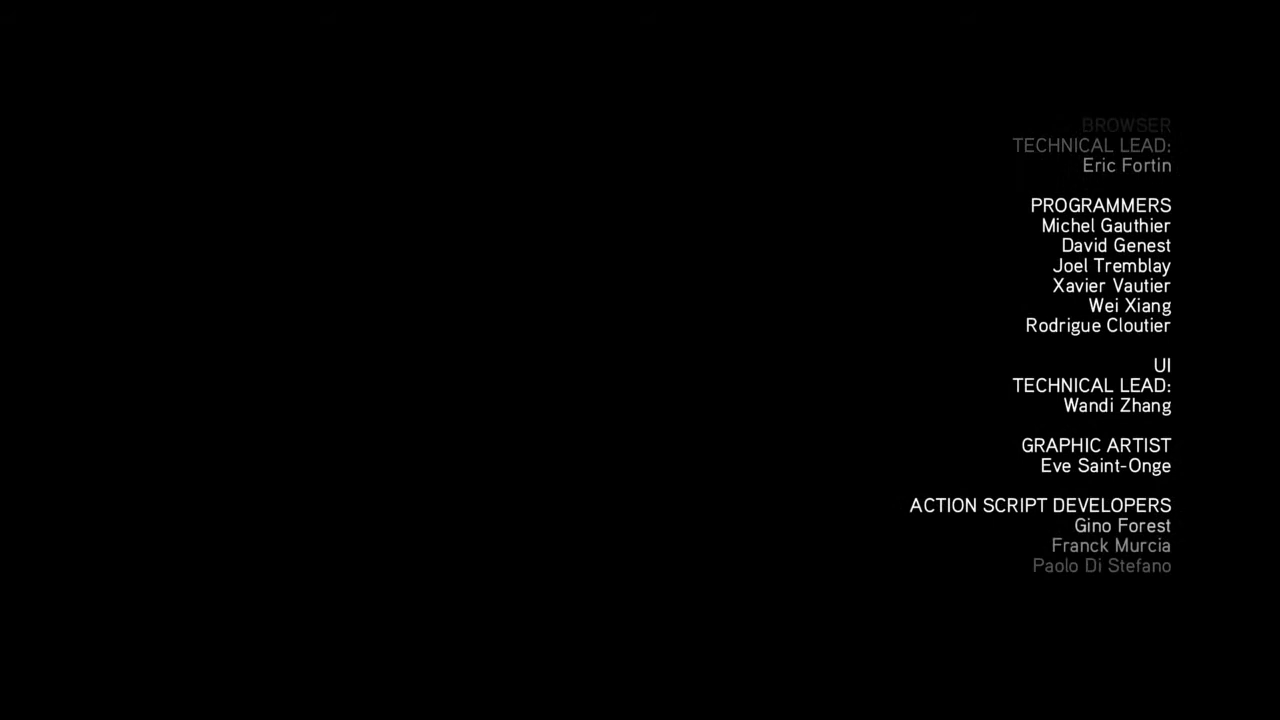 BROWSER
TECHNICAL LEAD:
Eric Fortin
PROGRAMMERS
Michel Gauthier
David Genest
Joel Tremblay
Xavier Vautier
Wei Xiang
Rodrigue Cloutier
UI
TECHNICAL LEAD:
Wandi Zhang
GRAPHIC ARTIST
Eve Saint-Onge
ACTION SCRIPT DEVELOPERS
Gino Forest
Franck Murcia
Paolo Di Stefano